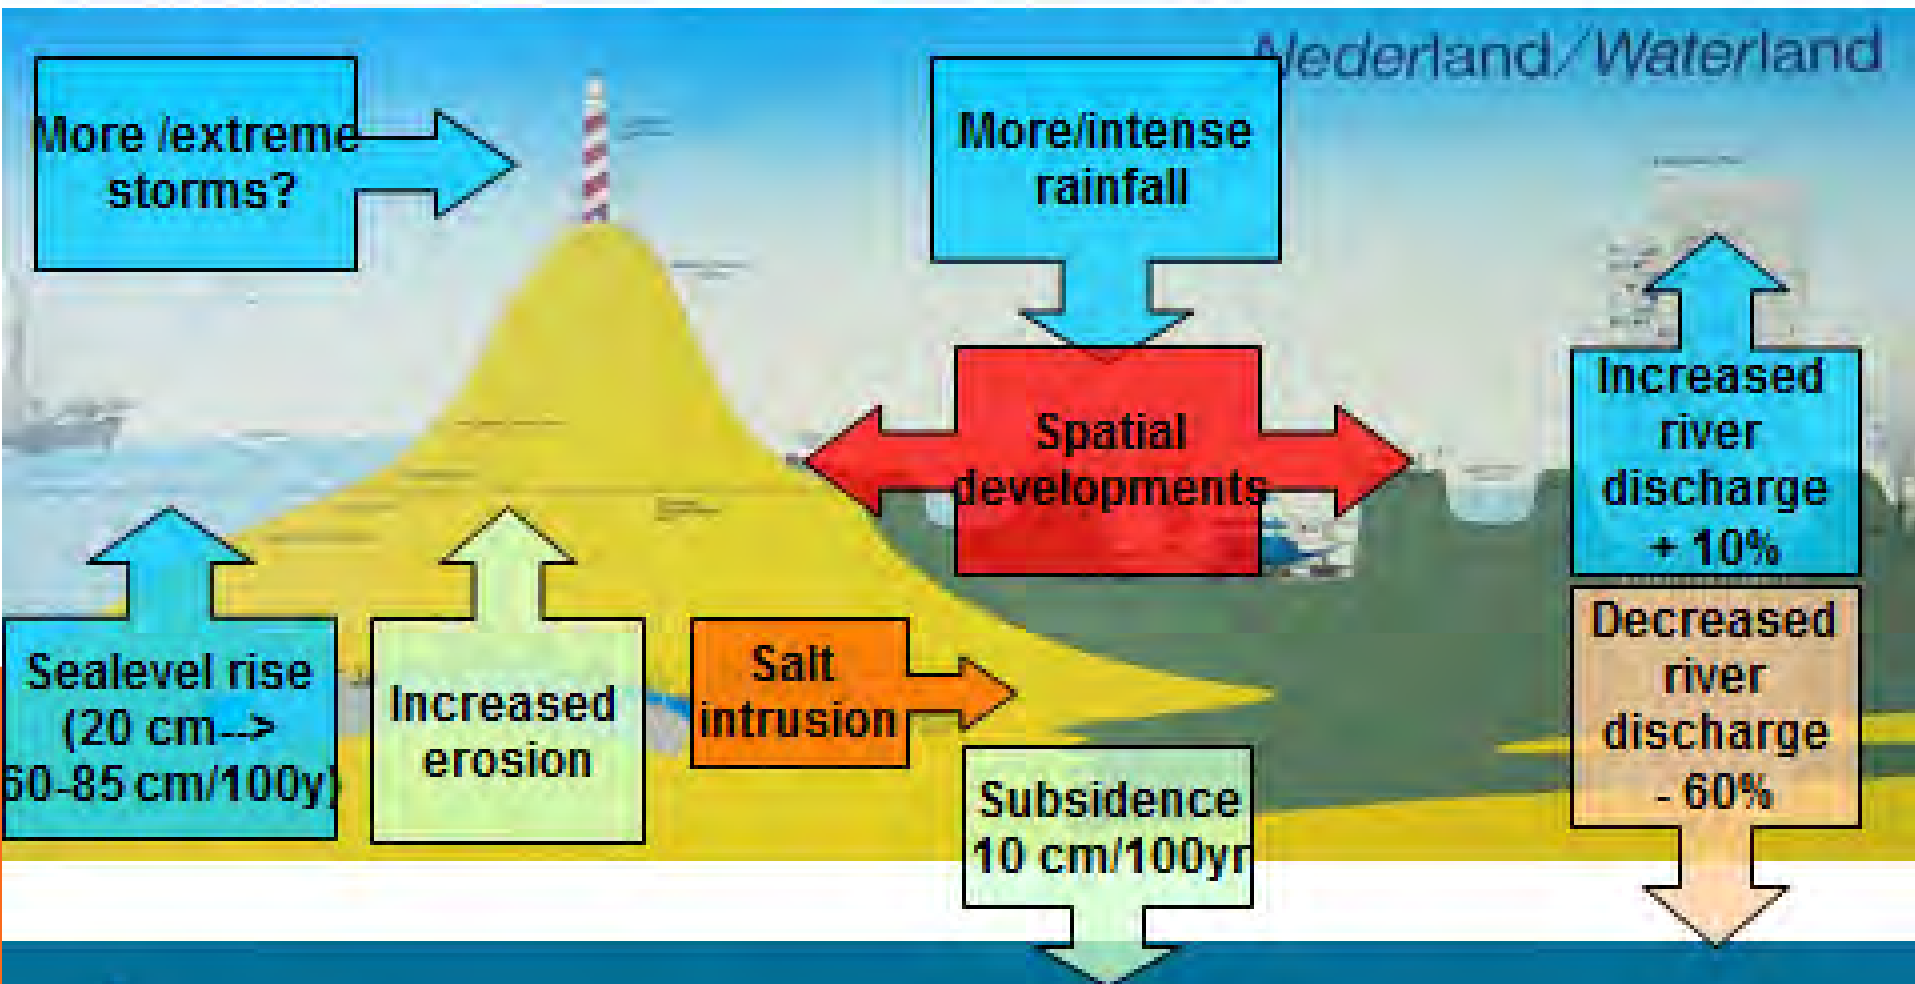 Nederland/Waterland
More /extreme
storms?
More/intense
rainfall
Spatial
developments
Increased
river
discharge
+ 10%
Sealevel rise
(20 cm-->
60-85 cm/100y)
Increased
erosion
Salt
intrusion
Subsidence
10 cm/100yr
Decreased
river
discharge
- 60%